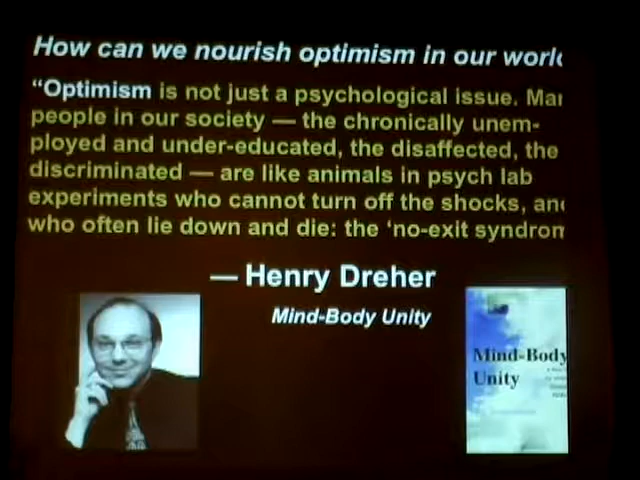 How can we nourish optimism in our worl
“Optimism is not just a psychological issue. Man
people in our society — the chronically unem-
ployed and under-educated, the disaffected, the
discriminated — are like animals in psych lab
experiments who cannot turn off the shocks, and
who often lie down and die: the ‘no-exit syndrom
— Henry Dreher
Mind-Body Unity
Mind-Body
Unity